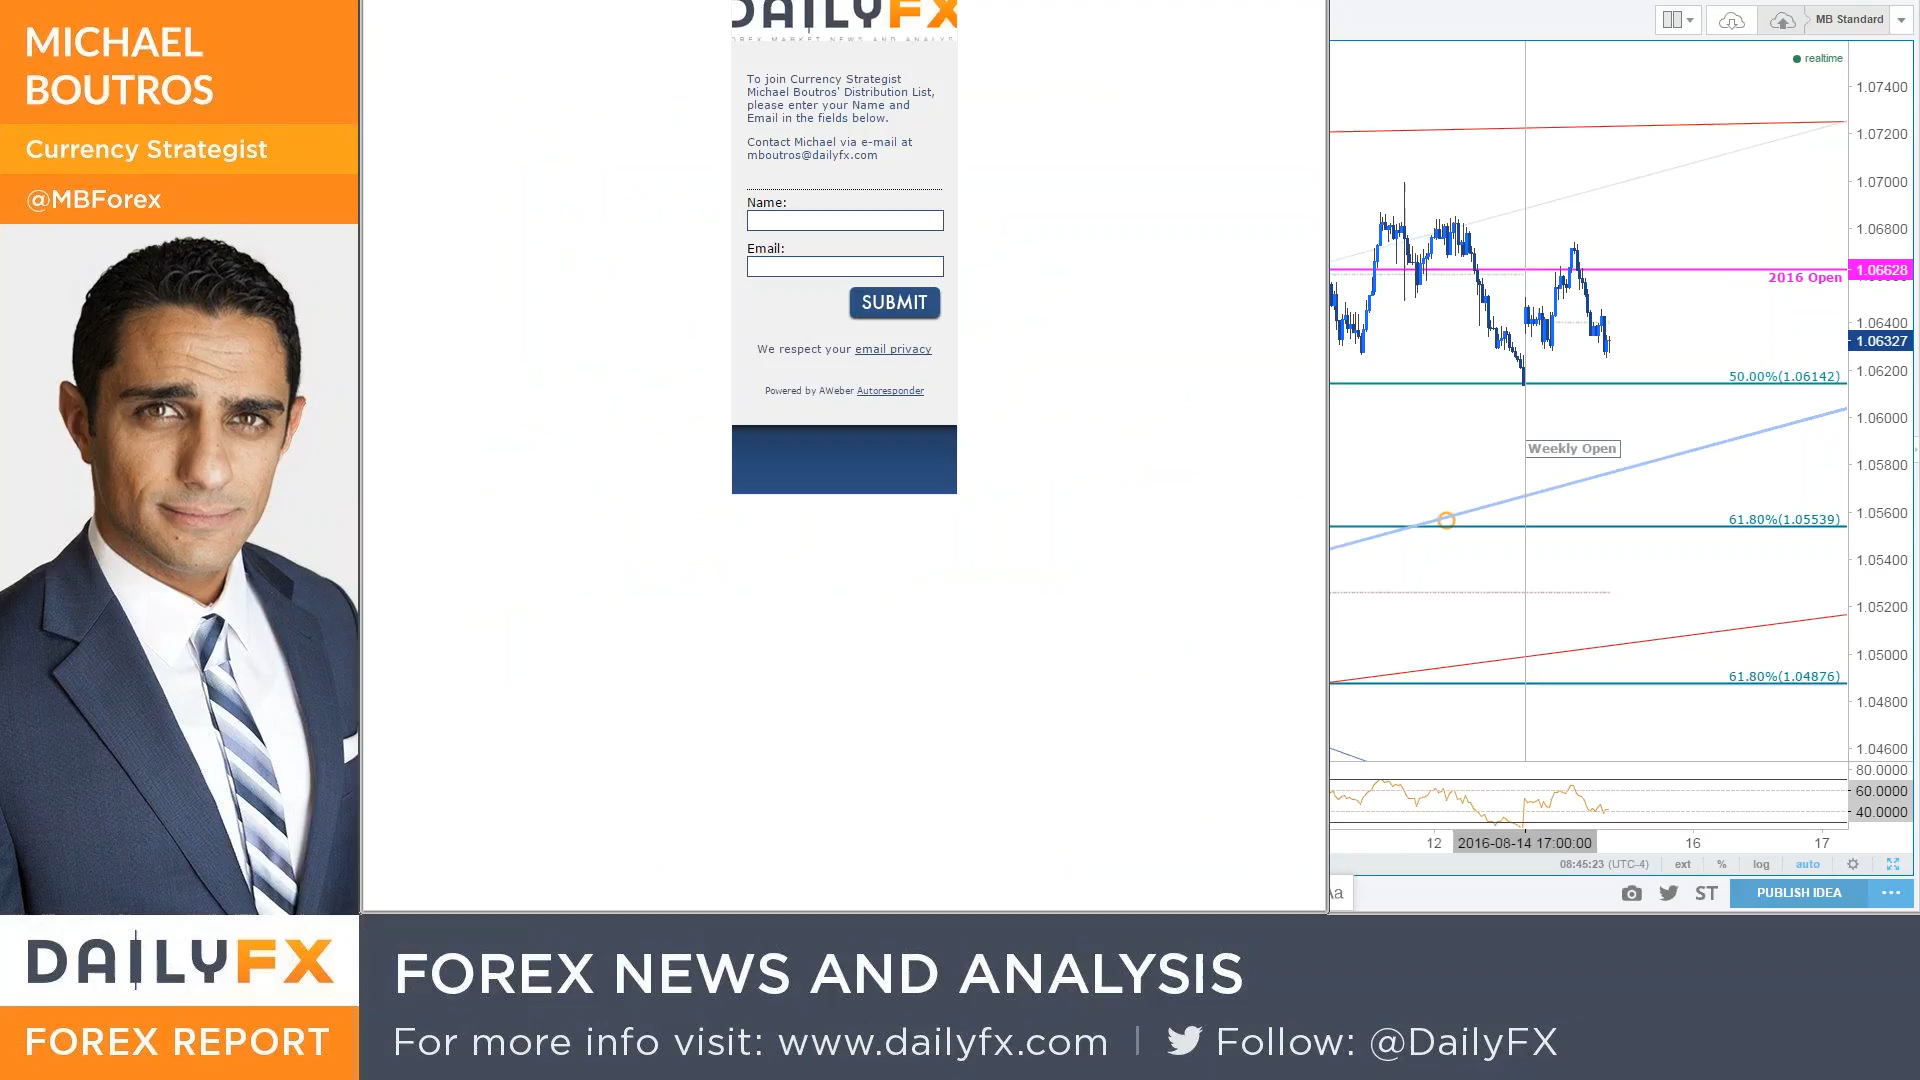 MICHAEL
BOUTROS
Currency Strategist
@MBForex
DAILYFX
FOREX MARKET NEWS AND ANALYSIS
To join Currency Strategist
Michael Boutros' Distribution List,
please enter your Name and
Email in the fields below.
Contact Michael via e-mail at
mboutros@dailyfx.com
Name:
Email:
SUBMIT
We respect your email privacy
Powered by AWeber Autoresponder
MB Standard
realtime
1.07400
1.07200
1.07000
1.06800
1.06628
2016 Open
1.06400
1.06327
1.06200
50.00%(1.06142)
1.06000
Weekly Open
1.05800
1.05600
61.80%(1.05539)
1.05400
1.05200
1.05000
61.80%(1.04876)
1.04800
1.04600
80.0000
60.0000
40.0000
12 2016-08-14 17:00:00 16 17
08:45:23 (UTC-4) ext % log auto
ST PUBLISH IDEA
DAILYFX
FOREX REPORT
FOREX NEWS AND ANALYSIS
For more info visit: www.dailyfx.com | Follow: @DailyFX